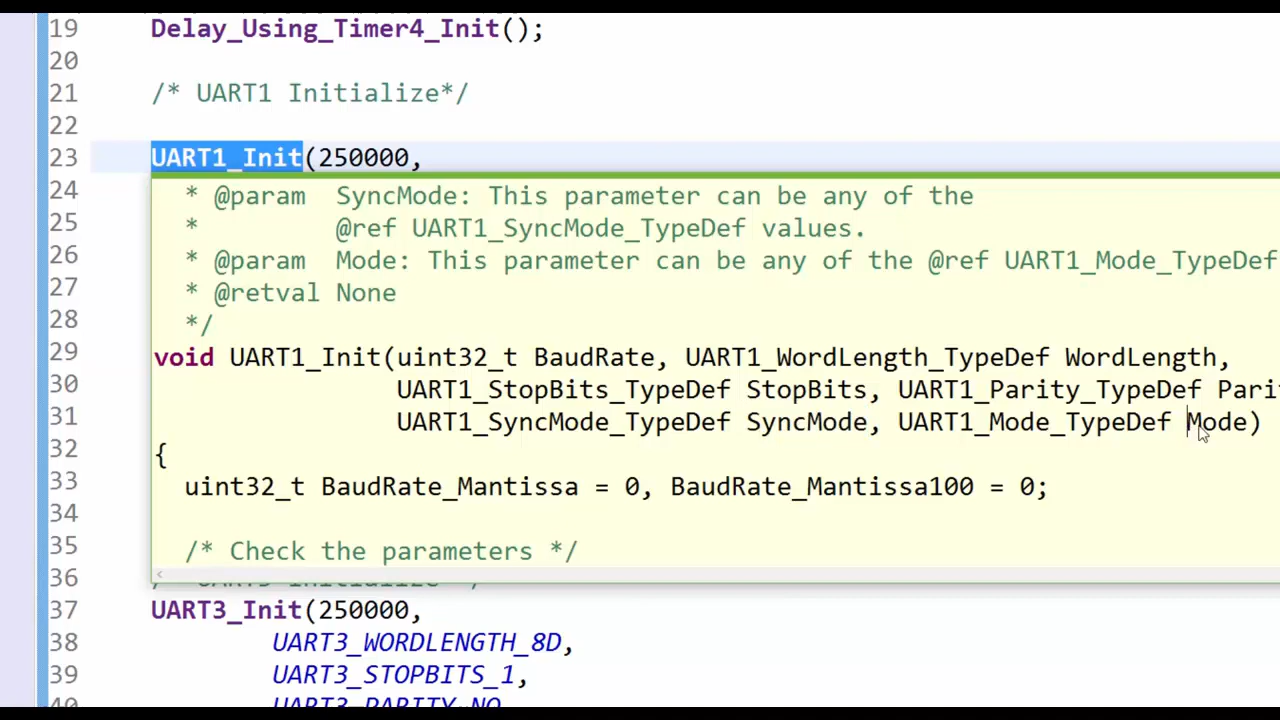 19 Delay_Using_Timer4_Init();
20
21 /* UART1 Initialize*/
22
23 UART1_Init(250000,
24 * @param SyncMode: This parameter can be any of the
25 * @ref UART1_SyncMode_TypeDef values.
26 * @param Mode: This parameter can be any of the @ref UART1_Mode_TypeDef
27 * @retval None
28 */
29 void UART1_Init(uint32_t BaudRate, UART1_WordLength_TypeDef WordLength,
30 UART1_StopBits_TypeDef StopBits, UART1_Parity_TypeDef Pari
31 UART1_SyncMode_TypeDef SyncMode, UART1_Mode_TypeDef Mode)
32 {
33 uint32_t BaudRate_Mantissa = 0, BaudRate_Mantissa100 = 0;
34
35 /* Check the parameters */
36
37 UART3_Init(250000,
38 UART3_WORDLENGTH_8D,
39 UART3_STOPBITS_1,
40 UART3_PARITY_NO